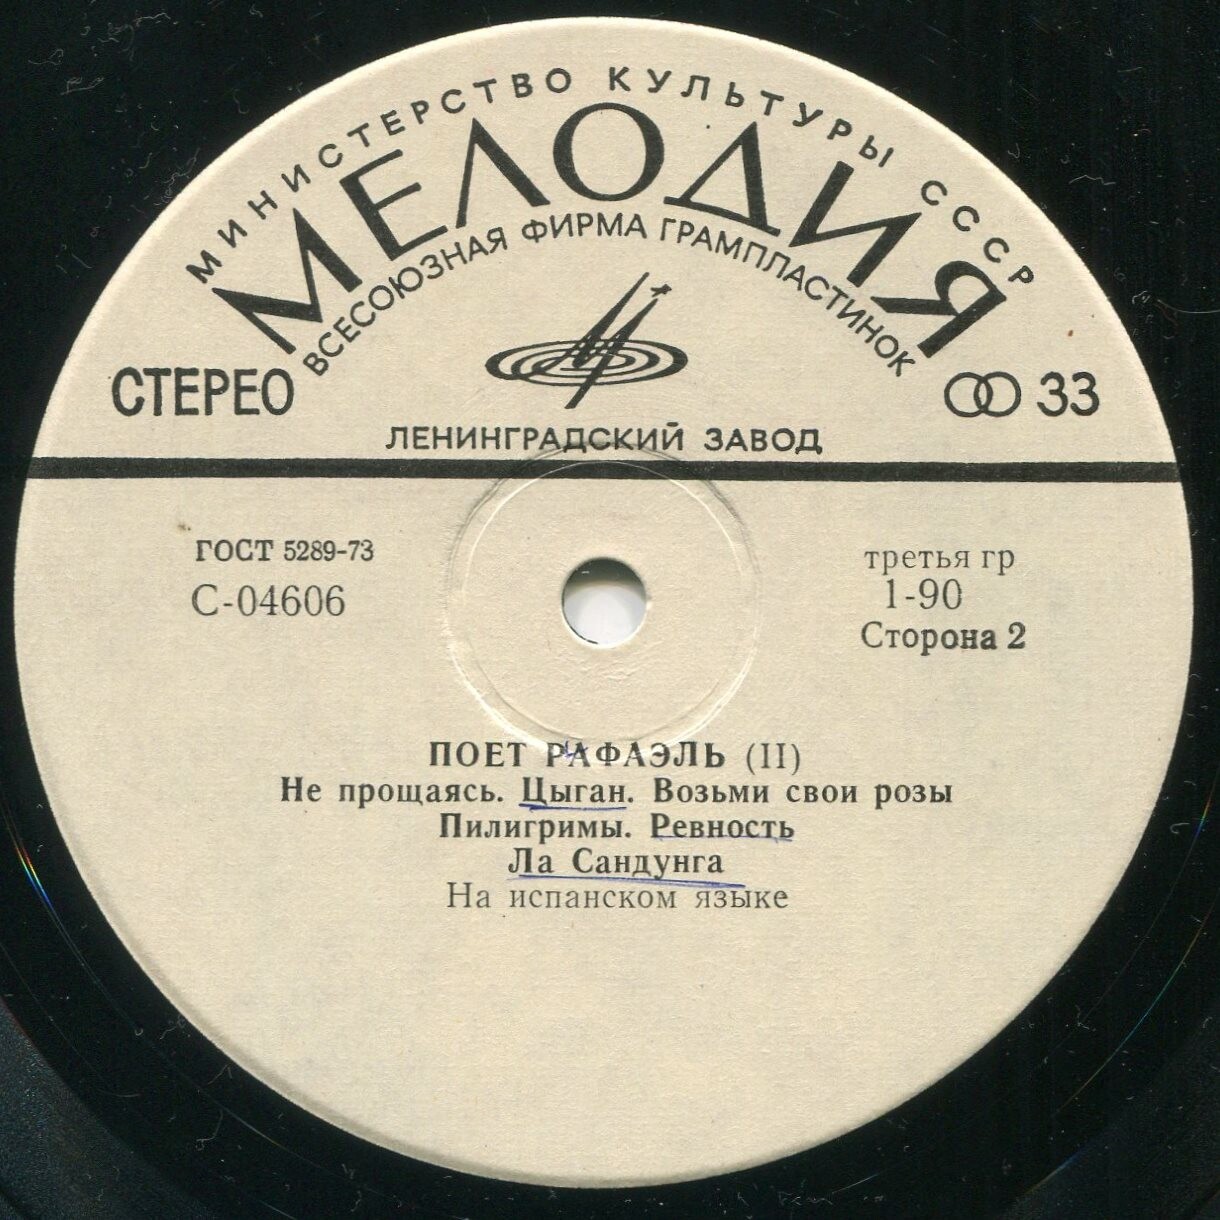 МИНИСТЕРСТВО КУЛЬТУРЫ СССР
МЕЛОДИЯ
ВСЕСОЮЗНАЯ ФИРМА ГРАМПЛАСТИНОК
СТЕРЕО
33
ЛЕНИНГРАДСКИЙ ЗАВОД
ГОСТ 5289-73
С-04606
третья гр
1-90
Сторона 2
ПОЕТ РАФАЭЛЬ (II)
Не прощаясь. Цыган. Возьми свои розы
Пилигримы. Ревность
Ла Сандунга
На испанском языке